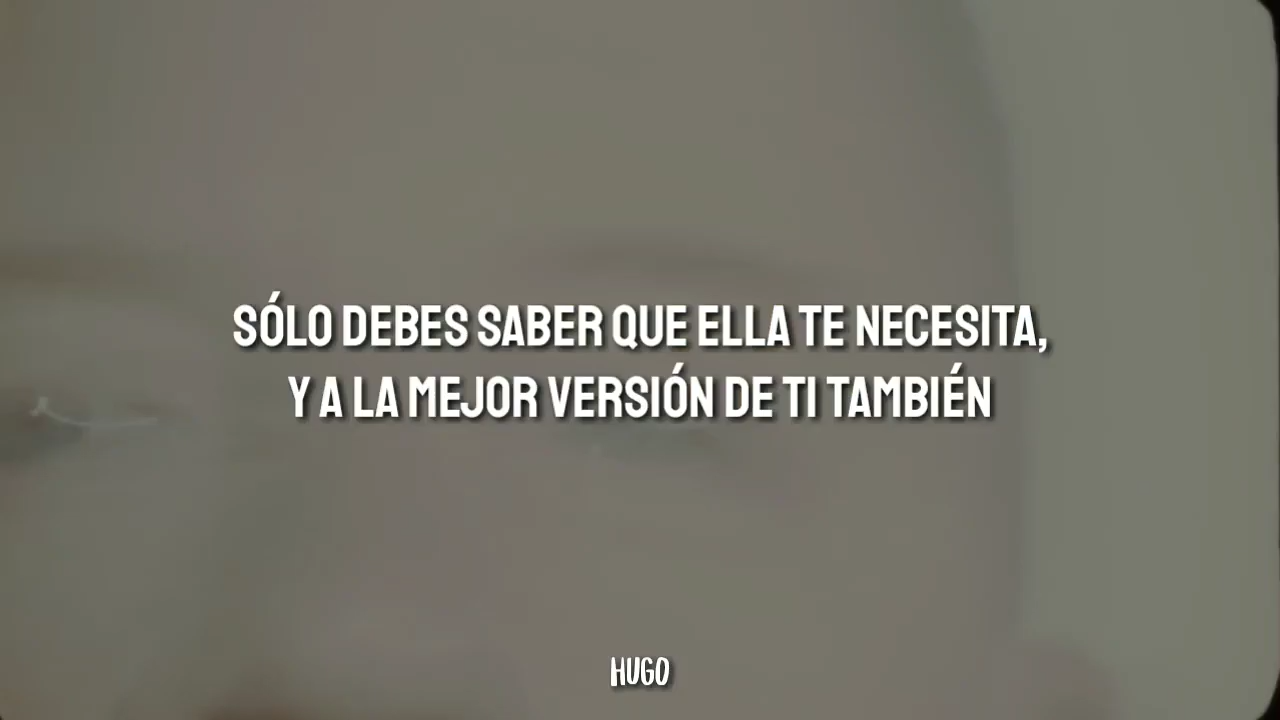 SÓLO DEBES SABER QUE ELLA TE NECESITA,
Y A LA MEJOR VERSIÓN DE TI TAMBIÉN
HUGO